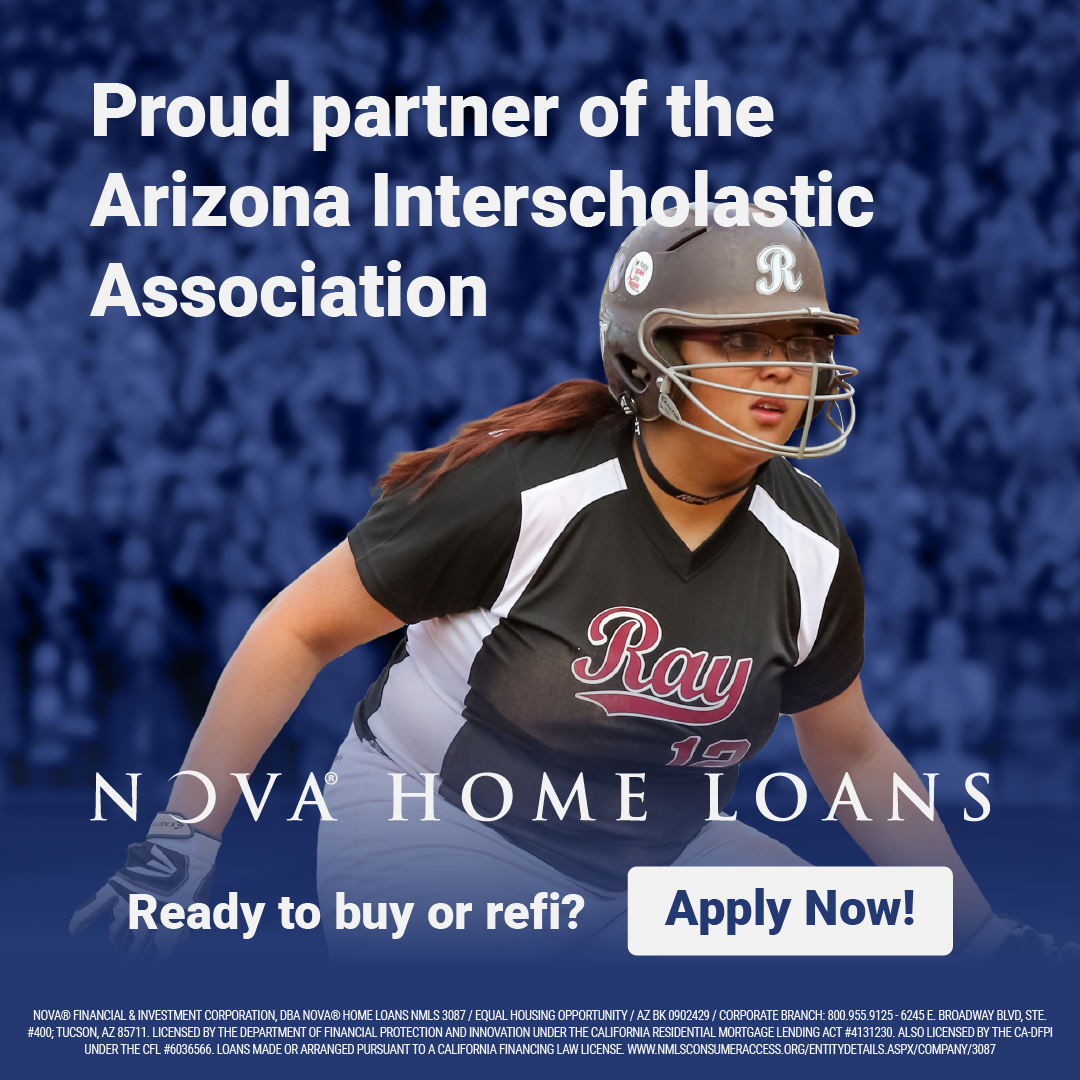 Proud partner of the
Arizona Interscholastic
Association
R
Ray
12
NOVA® HOME LOANS
Ready to buy or refi?
Apply Now!
NOVA® FINANCIAL & INVESTMENT CORPORATION, DBA NOVA® HOME LOANS NMLS 3087 / EQUAL HOUSING OPPORTUNITY / AZ BK 0902429 / CORPORATE BRANCH: 800.955.9125 - 6245 E. BROADWAY BLVD, STE.
#400; TUCSON, AZ 85711. LICENSED BY THE DEPARTMENT OF FINANCIAL PROTECTION AND INNOVATION UNDER THE CALIFORNIA RESIDENTIAL MORTGAGE LENDING ACT #4131230. ALSO LICENSED BY THE CA-DFPI
UNDER THE CFL #6036566. LOANS MADE OR ARRANGED PURSUANT TO A CALIFORNIA FINANCING LAW LICENSE. WWW.NMLSCONSUMERACCESS.ORG/ENTITYDETAILS.ASPX/COMPANY/3087